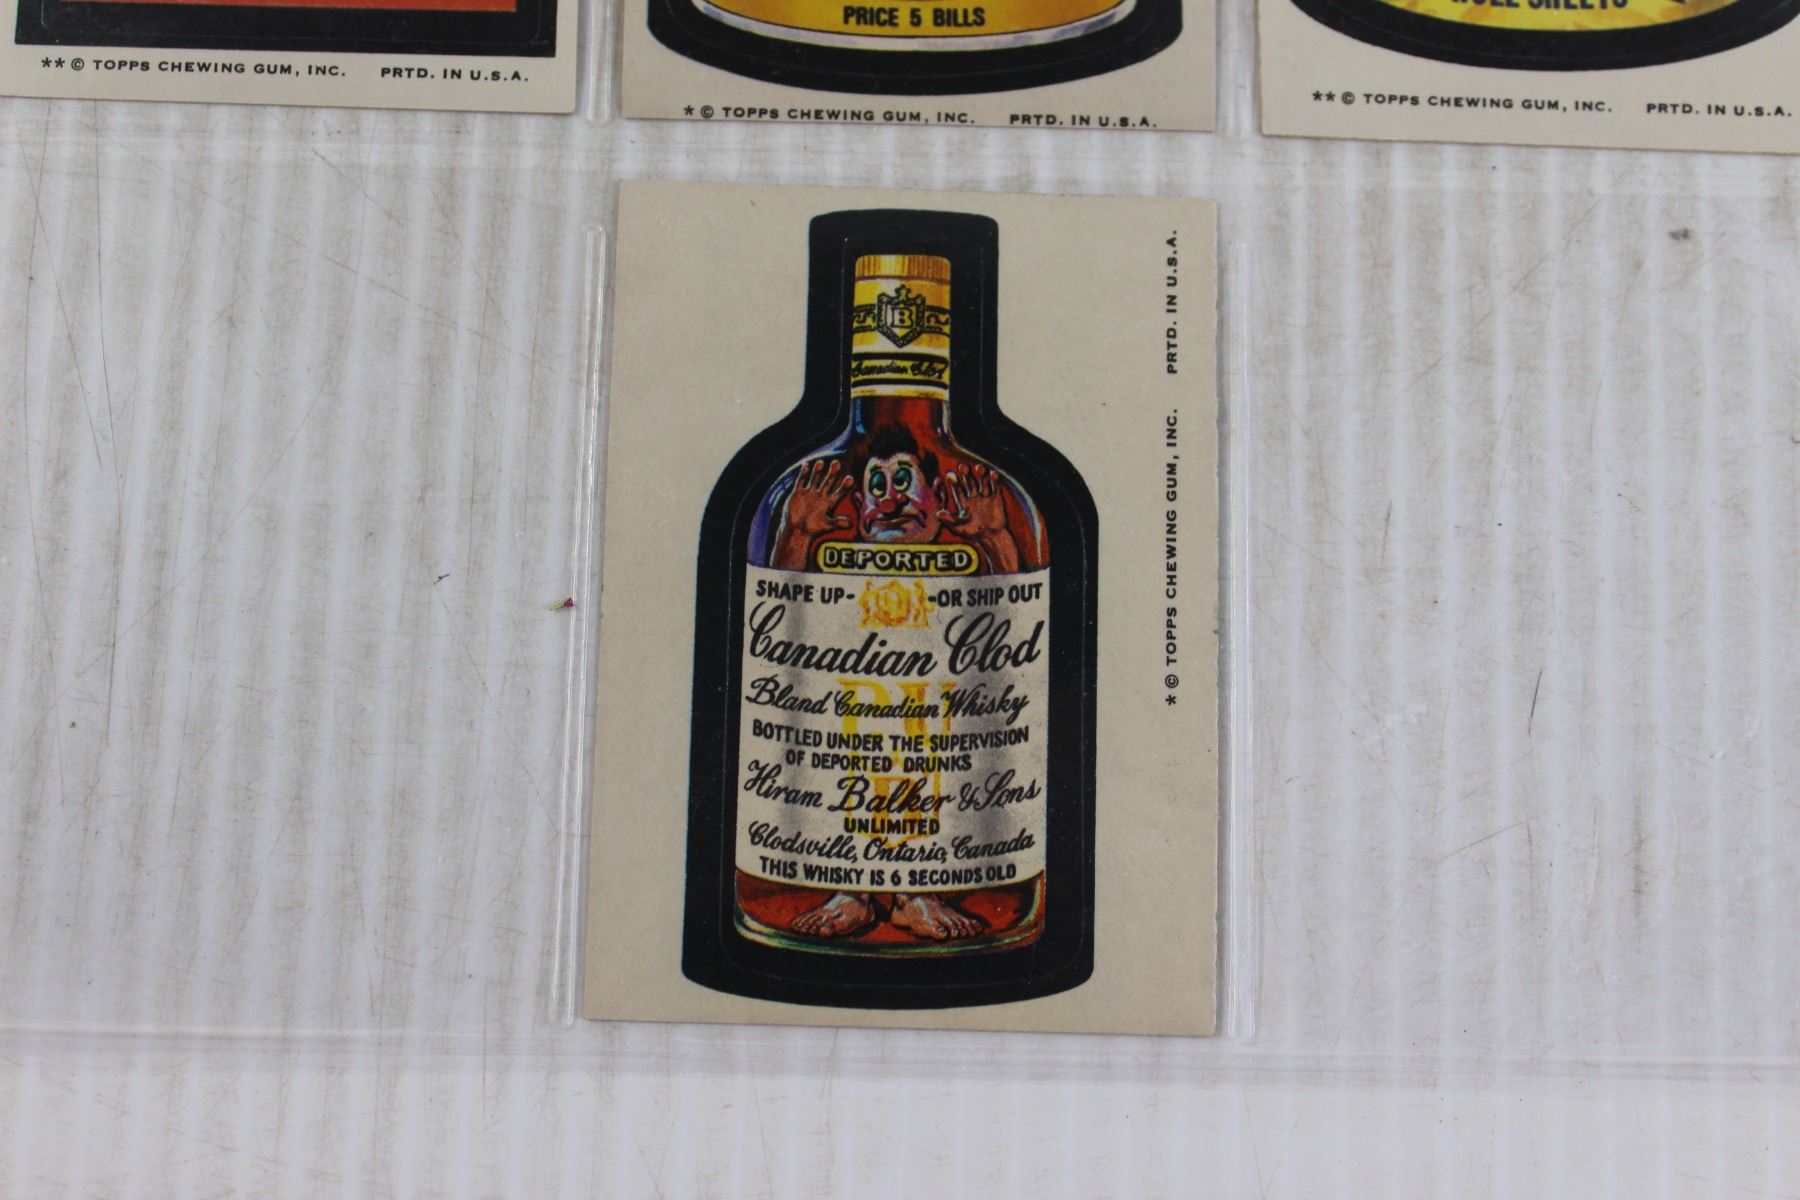 PRICE 5 BILLS
** © TOPPS CHEWING GUM, INC. PRTD. IN U.S.A.
* © TOPPS CHEWING GUM, INC. PRTD. IN U.S.A.
** © TOPPS CHEWING GUM, INC. PRTD. IN U.S.A.
B
Canadian Clod
DEPORTED
SHAPE UP- -OR SHIP OUT
Canadian Clod
Bland Canadian Whisky
BOTTLED UNDER THE SUPERVISION
OF DEPORTED DRUNKS
Hiram Balker & Sons
UNLIMITED
Clodsville, Ontario, Canada
THIS WHISKY IS 6 SECONDS OLD
* © TOPPS CHEWING GUM, INC. PRTD. IN U.S.A.